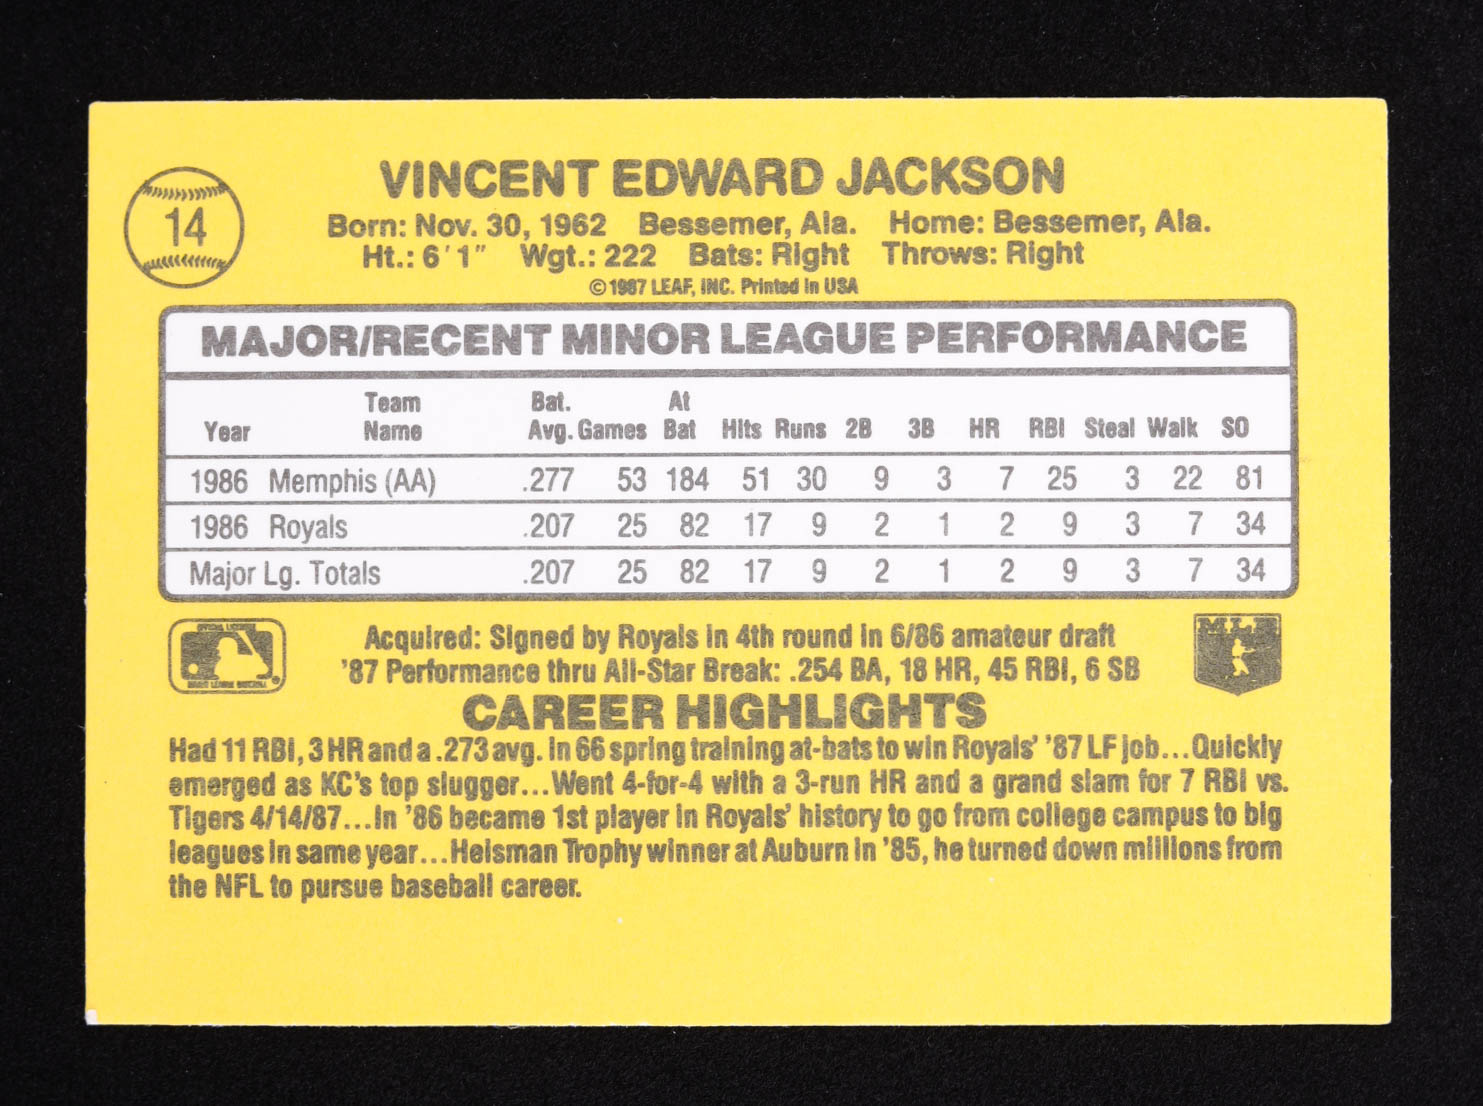 VINCENT EDWARD JACKSON
14
Born: Nov. 30, 1962 Bessemer, Ala. Home: Bessemer, Ala.
Ht.: 6'1" Wgt.: 222 Bats: Right Throws: Right
©1987 LEAF, INC. Printed in USA
MAJOR/RECENT MINOR LEAGUE PERFORMANCE
Year Team Name Bat. Avg. Games At Bat Hits Runs 2B 3B HR RBI Steal Walk SO
1986 Memphis (AA) .277 53 184 51 30 9 3 7 25 3 22 81
1986 Royals .207 25 82 17 9 2 1 2 9 3 7 34
Major Lg. Totals .207 25 82 17 9 2 1 2 9 3 7 34
Acquired: Signed by Royals in 4th round in 6/86 amateur draft
'87 Performance thru All-Star Break: .254 BA, 18 HR, 45 RBI, 6 SB
MLB
CAREER HIGHLIGHTS
Had 11 RBI, 3 HR and a .273 avg. in 66 spring training at-bats to win Royals' '87 LF job...Quickly
emerged as KC's top slugger...Went 4-for-4 with a 3-run HR and a grand slam for 7 RBI vs.
Tigers 4/14/87...In '86 became 1st player in Royals' history to go from college campus to big
leagues in same year...Heisman Trophy winner at Auburn in '85, he turned down millions from
the NFL to pursue baseball career.